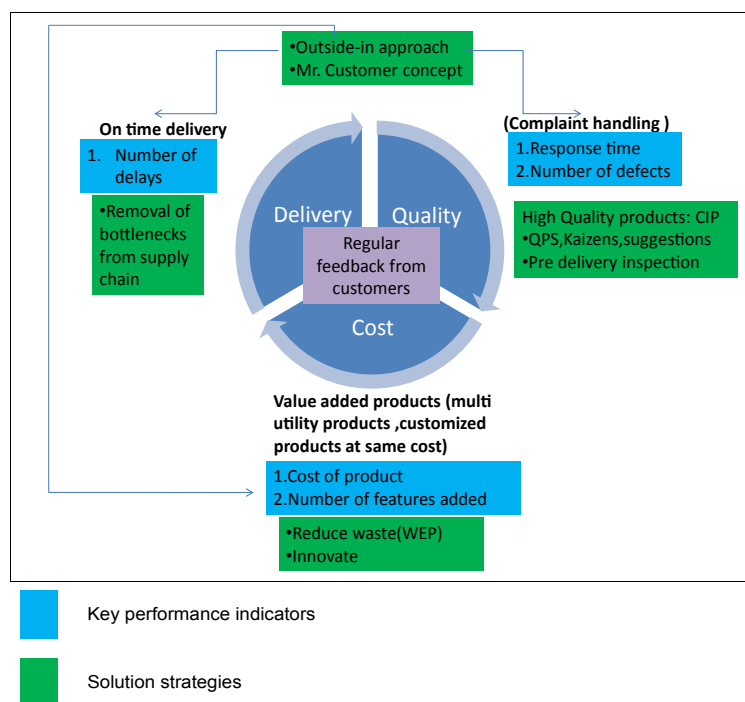 •Outside-in approach
•Mr. Customer concept
On time delivery
1. Number of
delays
•Removal of
bottlenecks
from supply
chain
(Complaint handling )
1.Response time
2.Number of defects
High Quality products: CIP
•QPS,Kaizens,suggestions
•Pre delivery inspection
Delivery
Quality
Regular
feedback from
customers
Cost
Value added products (multi
utility products ,customized
products at same cost)
1.Cost of product
2.Number of features added
•Reduce waste(WEP)
•Innovate
Key performance indicators
Solution strategies